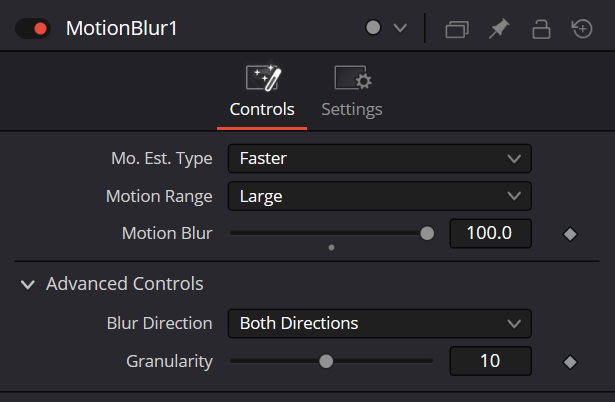 MotionBlur1
Controls Settings
Mo. Est. Type Faster
Motion Range Large
Motion Blur 100.0
Advanced Controls
Blur Direction Both Directions
Granularity 10